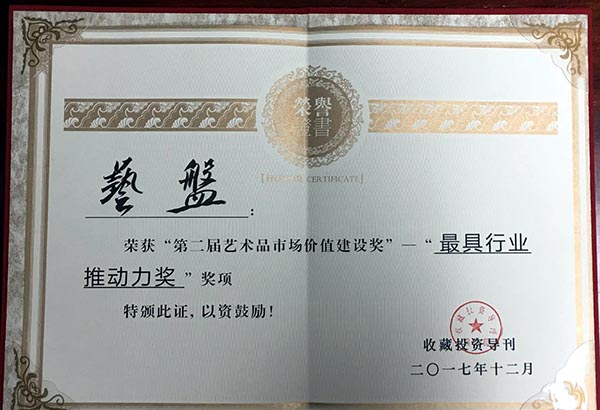 榮譽
證書
[HONOR CERTIFICATE]
藝盤:
荣获“第二届艺术品市场价值建设奖”—“最具行业
推动力奖”奖项
特颁此证,以资鼓励!
收藏投资导刊
二〇一七年十二月